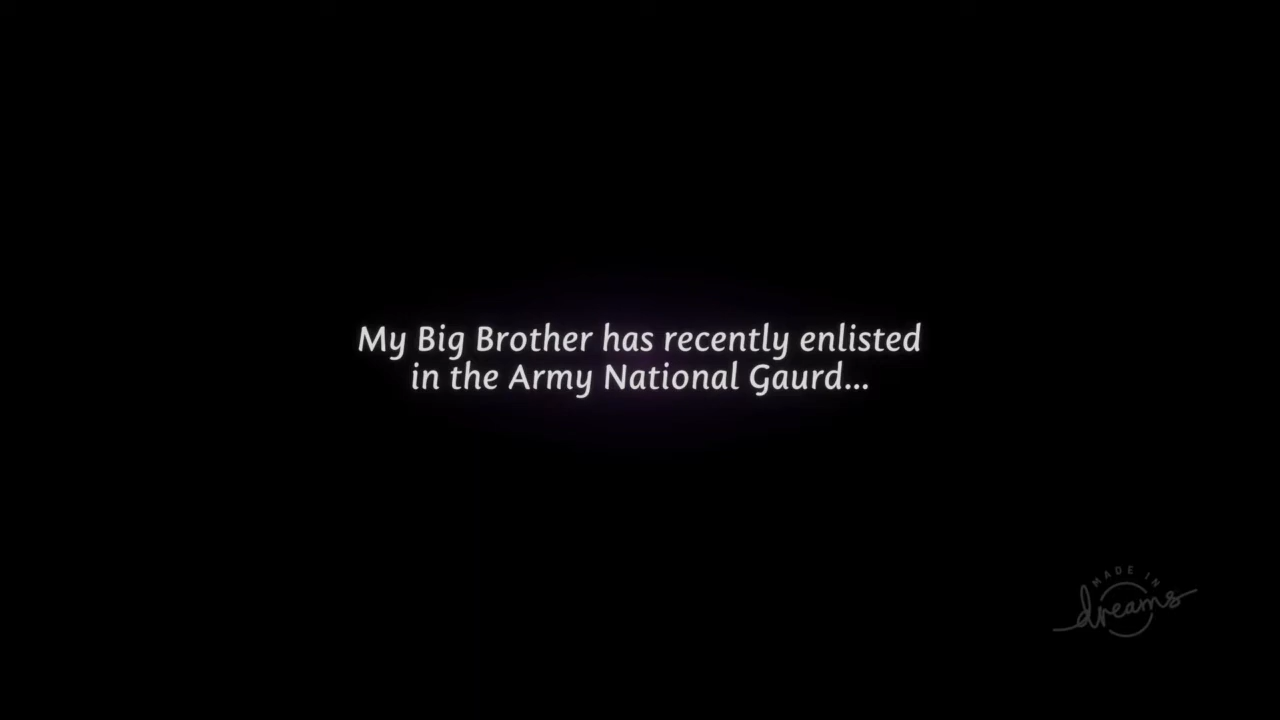 My Big Brother has recently enlisted
in the Army National Gaurd...
MADE IN
dreams